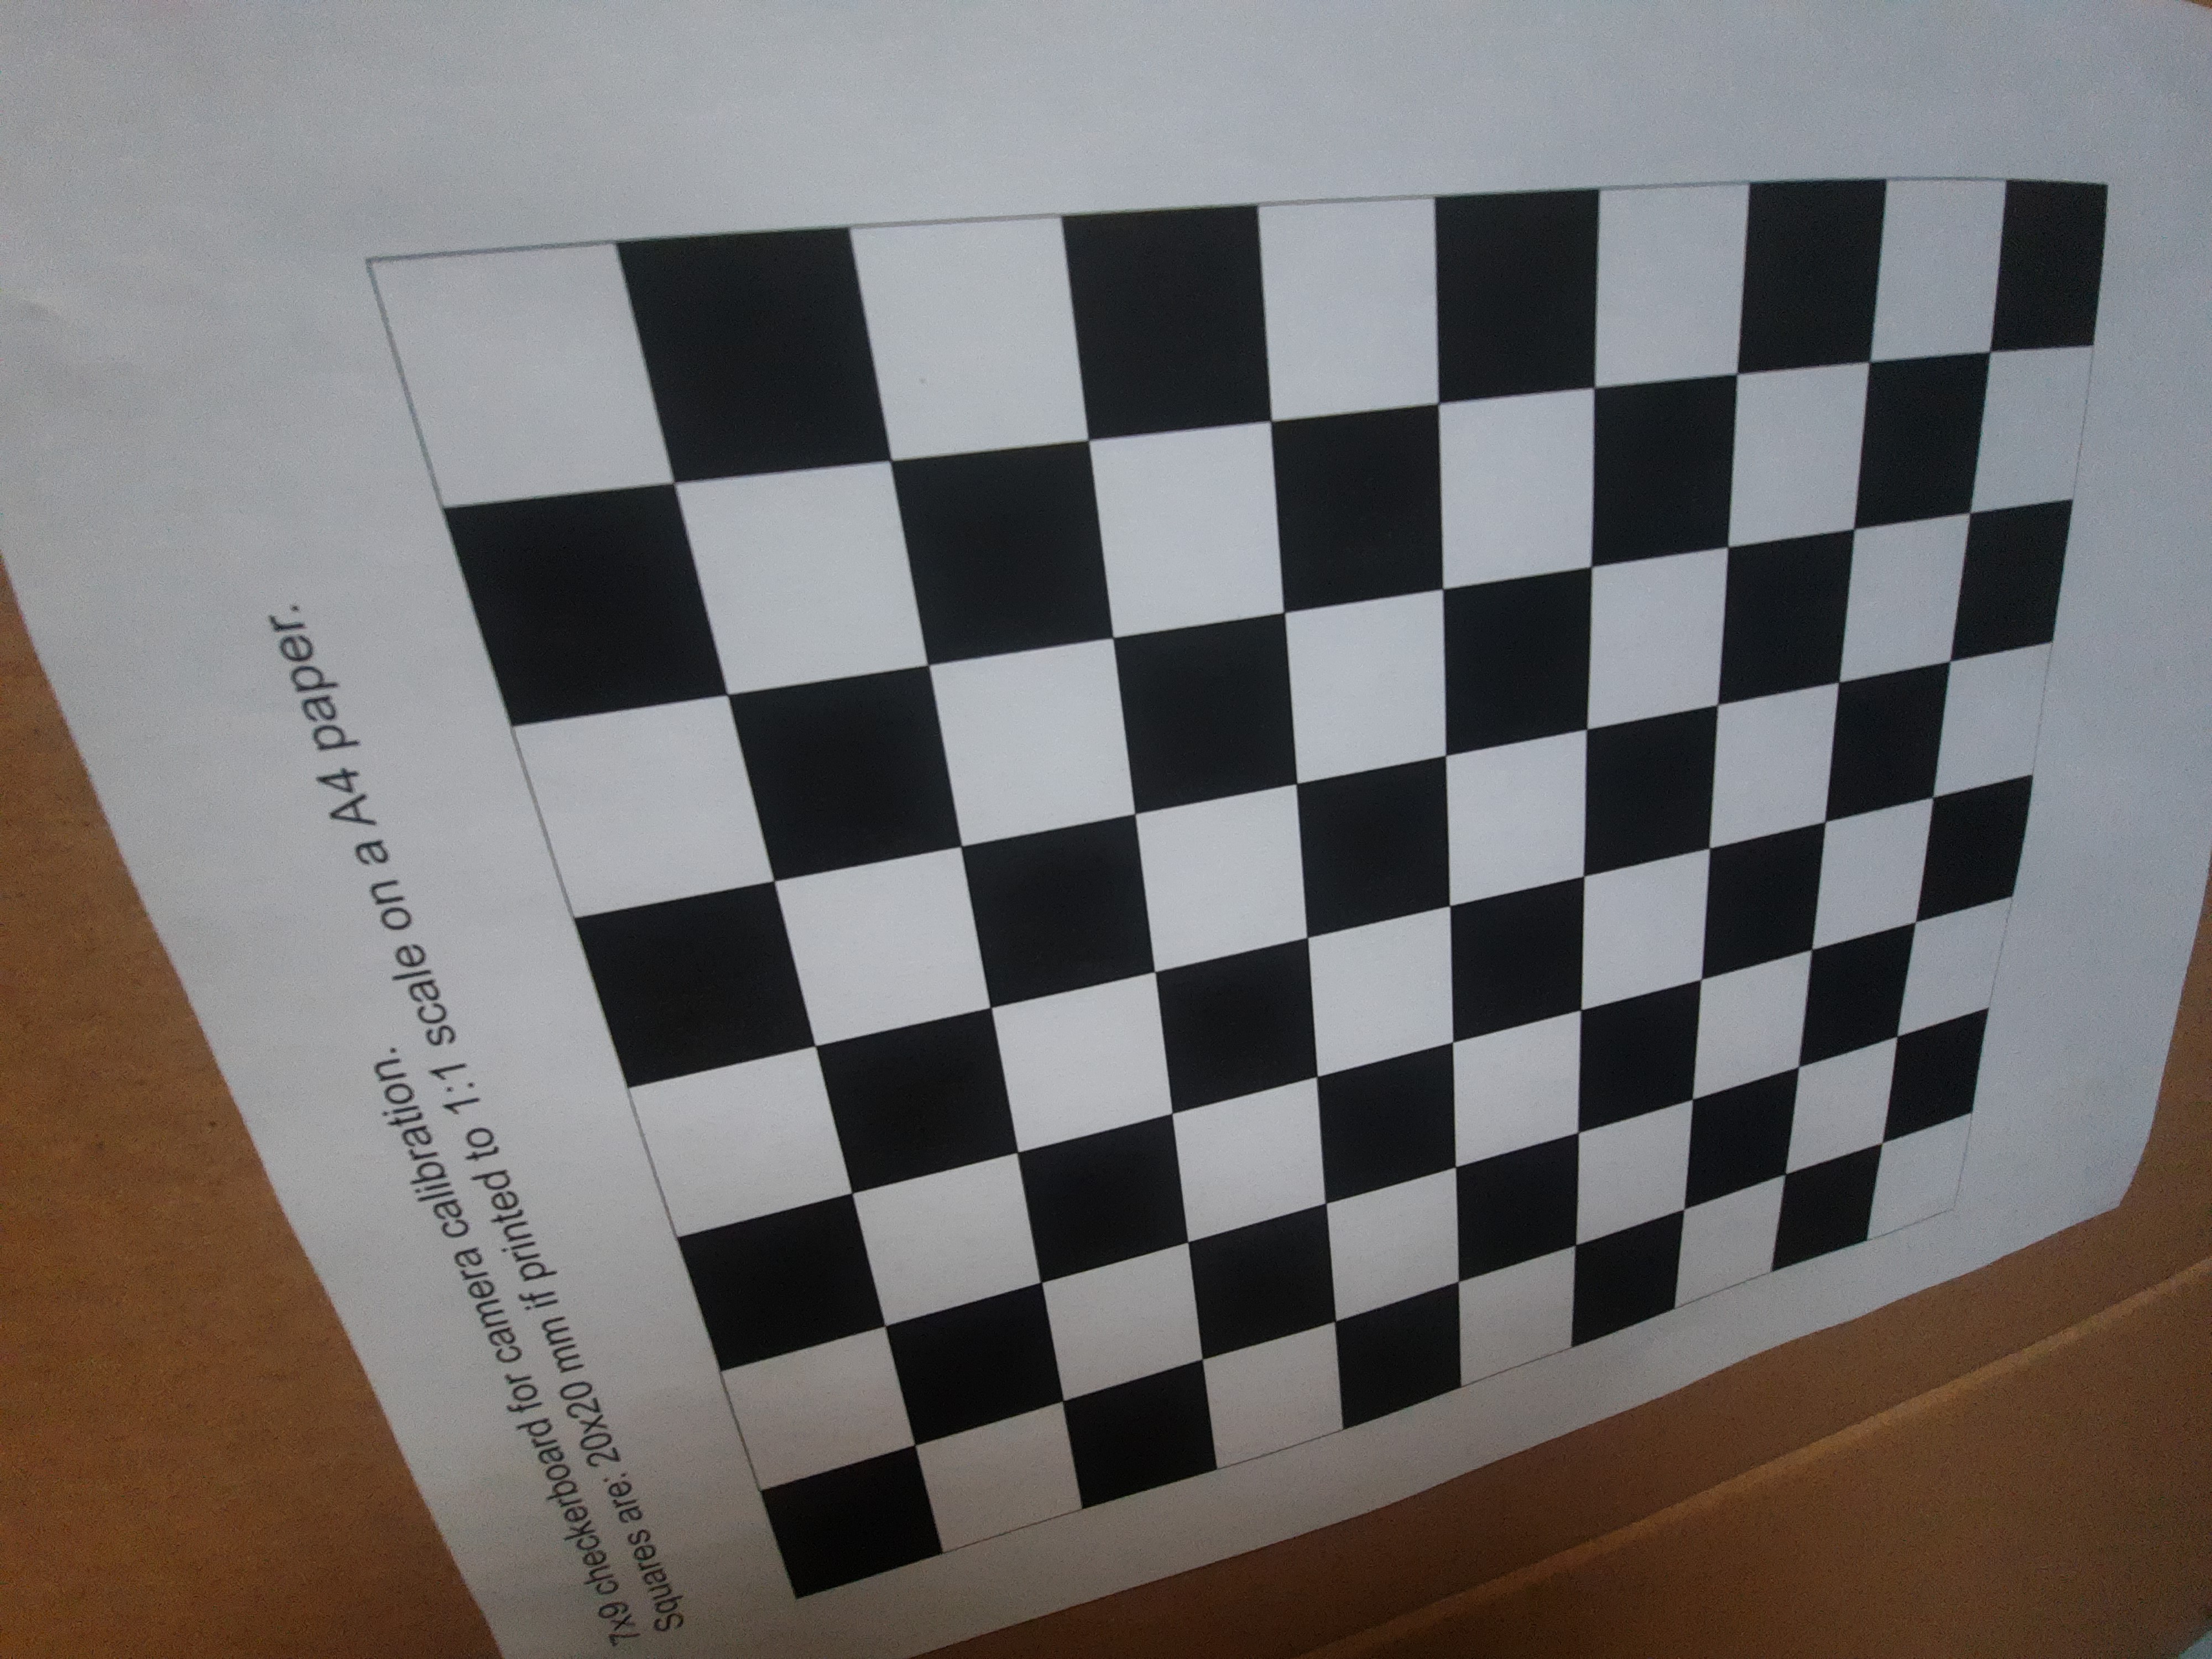 7x9 checkerboard for camera calibration.
Squares are: 20x20 mm if printed to 1:1 scale on a A4 paper.